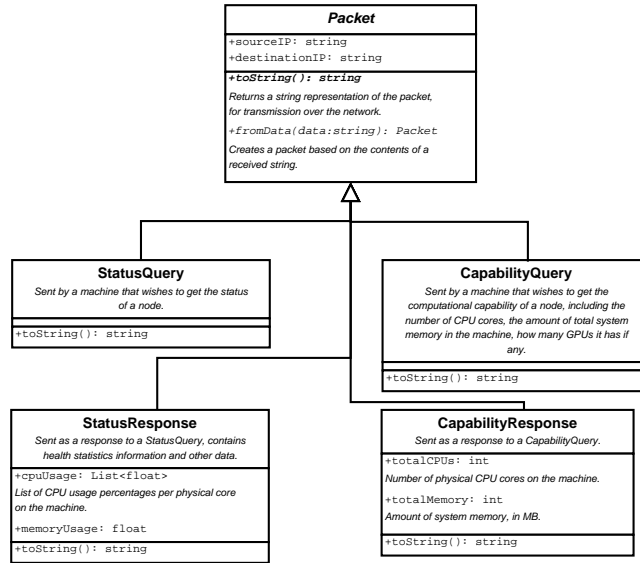 Packet
+sourceIP: string
+destinationIP: string
+toString(): string
Returns a string representation of the packet,
for transmission over the network.
+fromData(data:string): Packet
Creates a packet based on the contents of a
received string.
StatusQuery
Sent by a machine that wishes to get the status
of a node.
+toString(): string
CapabilityQuery
Sent by a machine that wishes to get the
computational capability of a node, including the
number of CPU cores, the amount of total system
memory in the machine, how many GPUs it has if
any.
+toString(): string
StatusResponse
Sent as a response to a StatusQuery, contains
health statistics information and other data.
+cpuUsage: List<float>
List of CPU usage percentages per physical core
on the machine.
+memoryUsage: float
+toString(): string
CapabilityResponse
Sent as a response to a CapabilityQuery.
+totalCPUs: int
Number of physical CPU cores on the machine.
+totalMemory: int
Amount of system memory, in MB.
+toString(): string